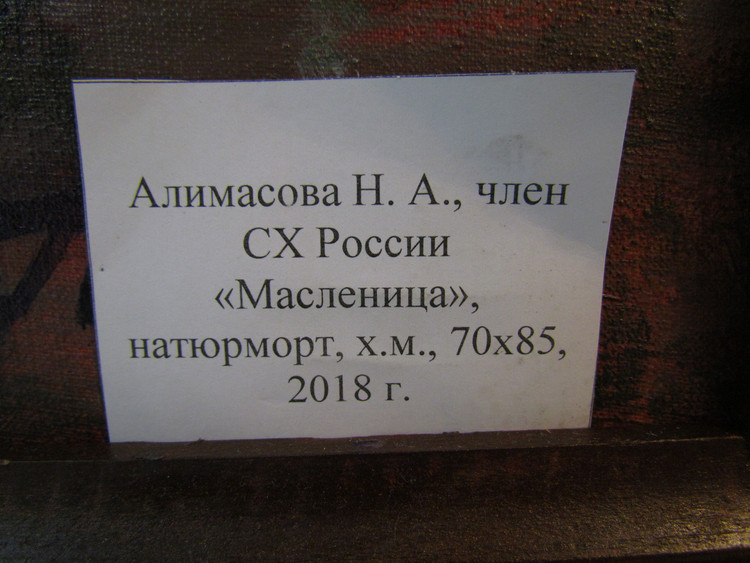 Алимасова Н. А., член
СХ России
«Масленица»,
натюрморт, х.м., 70х85,
2018 г.